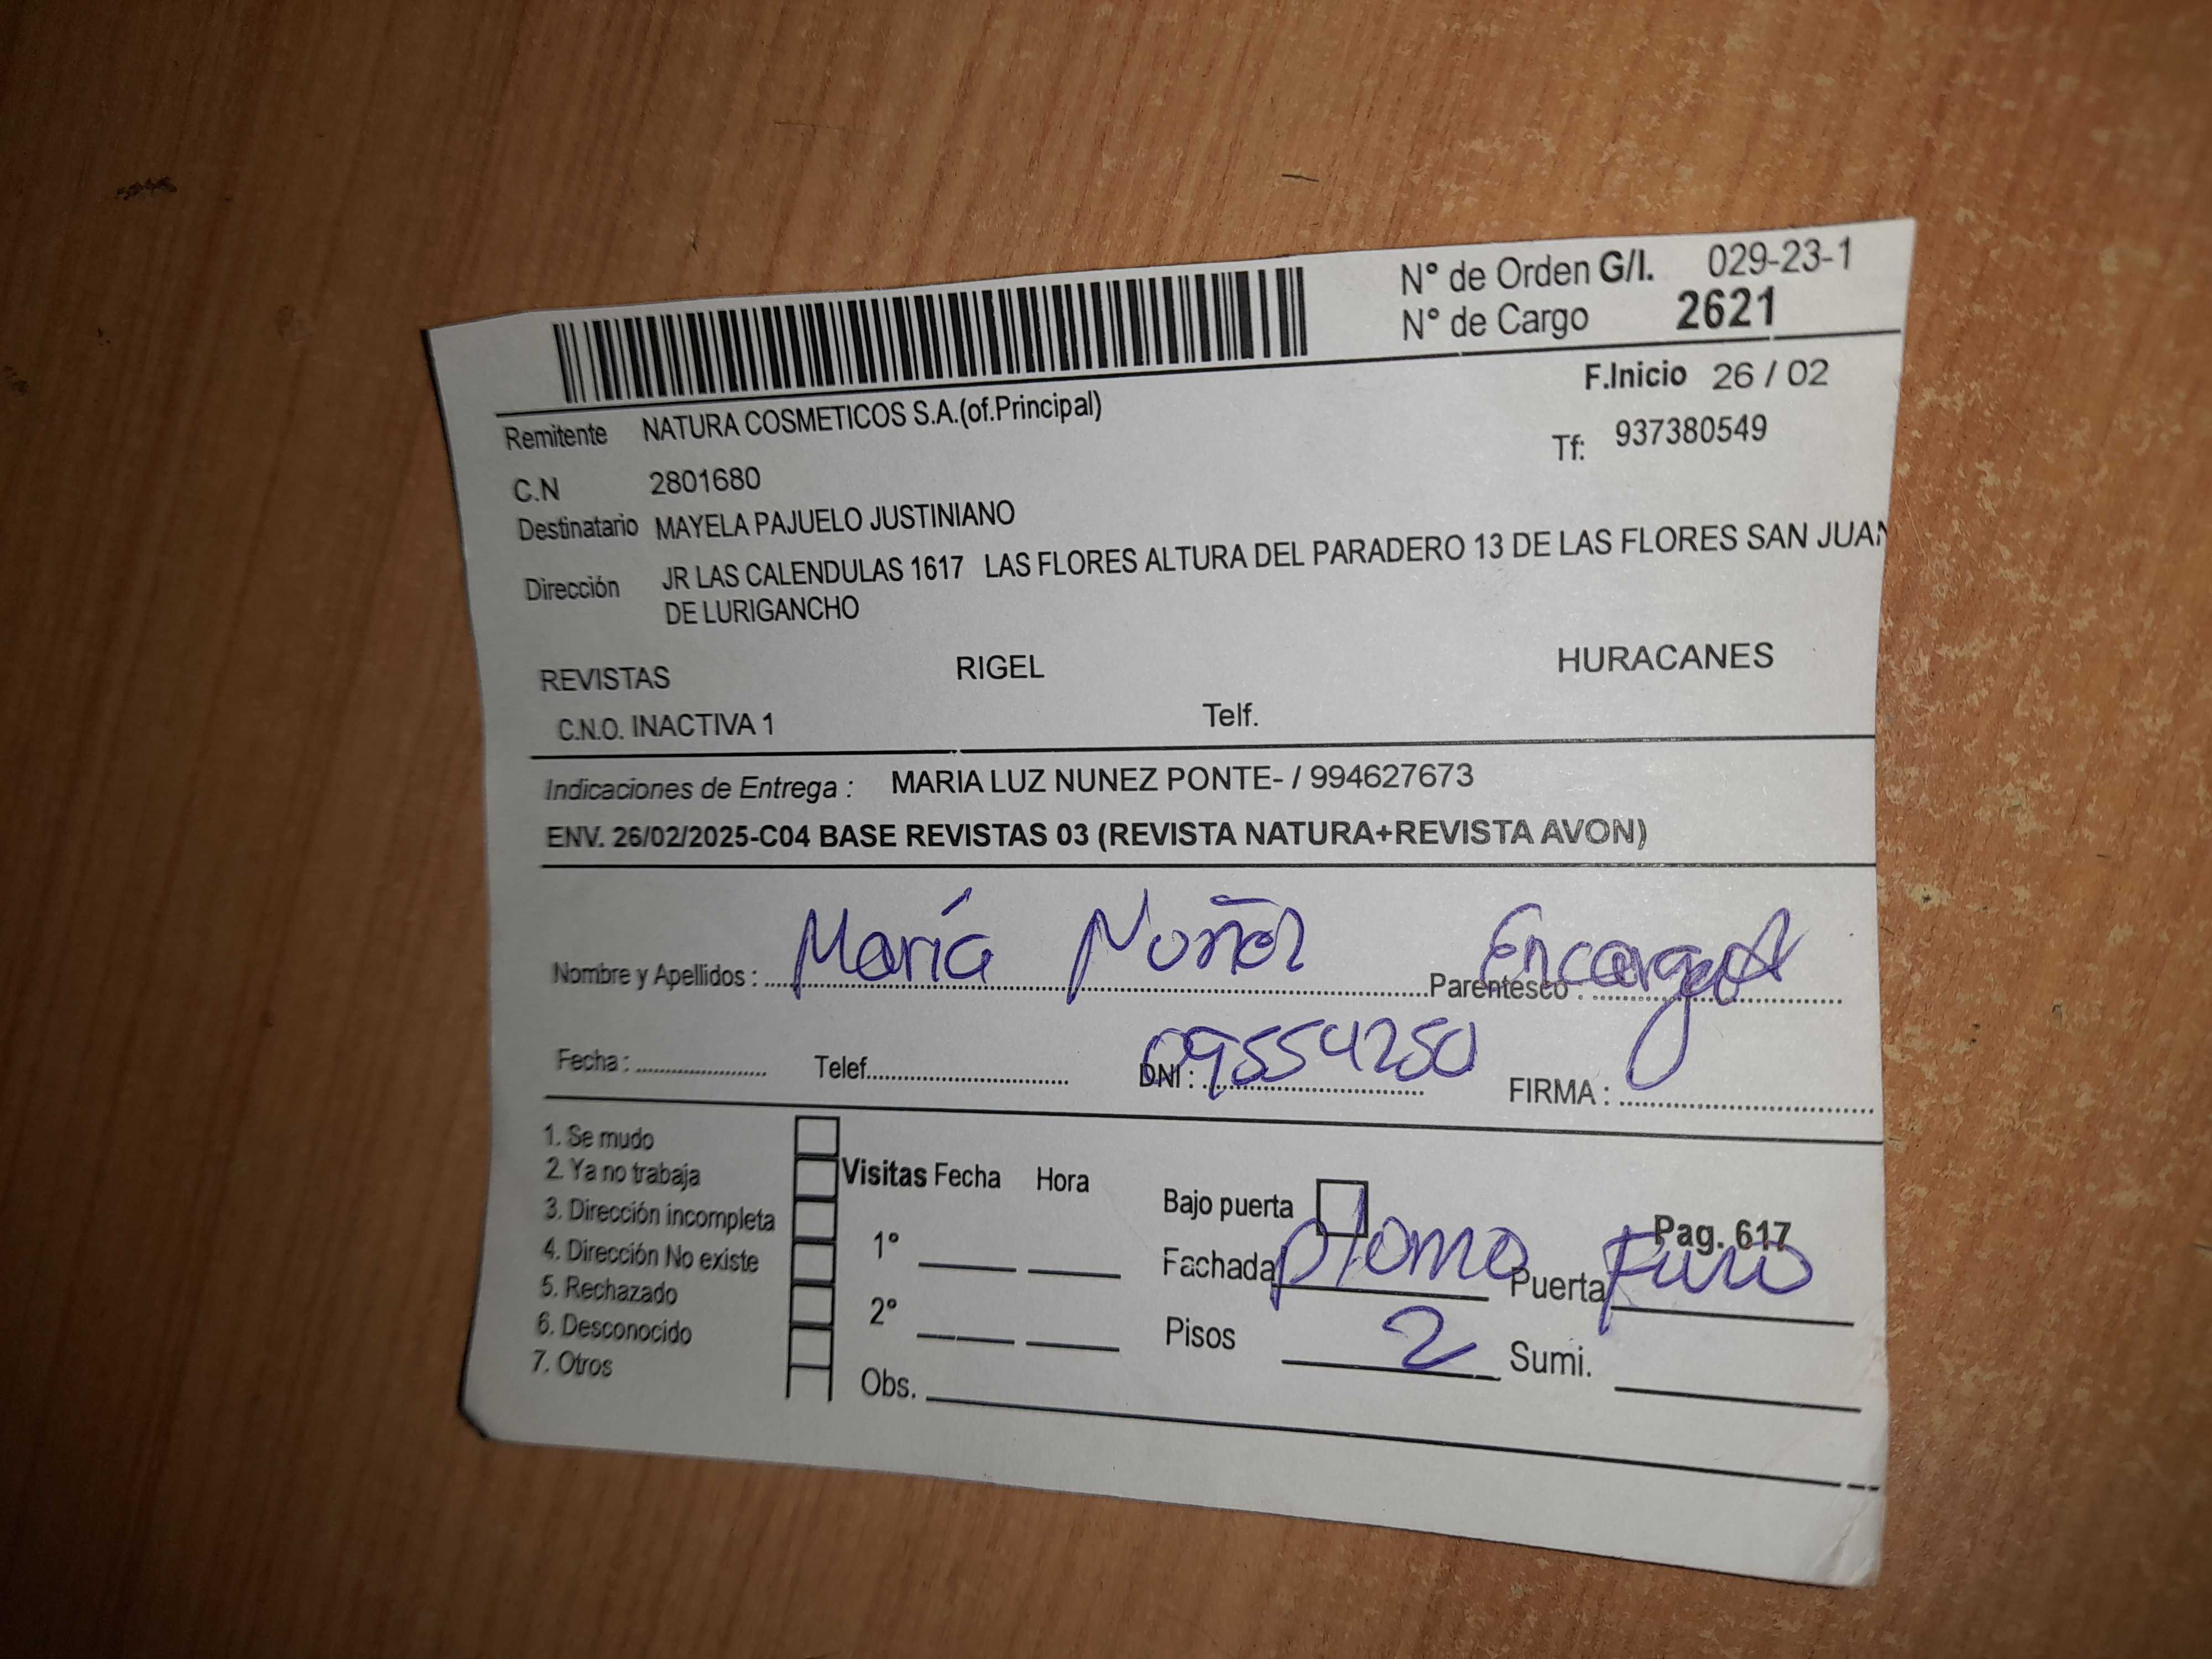 N° de Orden G/I. 029-23-1
N° de Cargo 2621
F.Inicio 26 / 02
Remitente NATURA COSMETICOS S.A.(of.Principal)
Tf: 937380549
C.N 2801680
Destinatario MAYELA PAJUELO JUSTINIANO
Dirección JR LAS CALENDULAS 1617 LAS FLORES ALTURA DEL PARADERO 13 DE LAS FLORES SAN JUAN
DE LURIGANCHO
REVISTAS RIGEL HURACANES
C.N.O. INACTIVA 1 Telf.
Indicaciones de Entrega : MARIA LUZ NUNEZ PONTE- / 994627673
ENV. 26/02/2025-C04 BASE REVISTAS 03 (REVISTA NATURA+REVISTA AVON)
Nombre y Apellidos : María Nuñez Parentesco :
Fecha : Telef. DNI : 09554250 FIRMA :
1. Se mudo
2. Ya no trabaja
3. Dirección incompleta
4. Dirección No existe
5. Rechazado
6. Desconocido
7. Otros
Visitas Fecha Hora
1°
2°
Obs.
Bajo puerta Pag. 617
Fachada plomo Puerta
Pisos 2 Sumi.